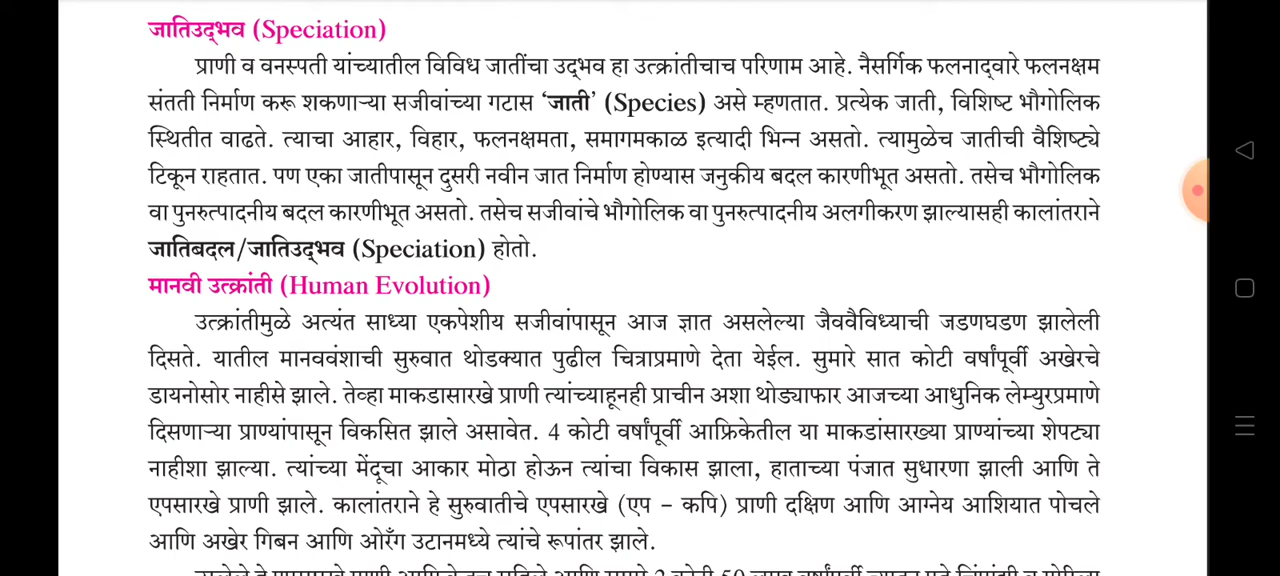 जातिउद्भव (Speciation)
प्राणी व वनस्पती यांच्यातील विविध जातींचा उद्भव हा उत्क्रांतीचाच परिणाम आहे. नैसर्गिक फलनाद्वारे फलनक्षम
संतती निर्माण करू शकणाऱ्या सजीवांच्या गटास ‘जाती’ (Species) असे म्हणतात. प्रत्येक जाती, विशिष्ट भौगोलिक
स्थितीत वाढते. त्याचा आहार, विहार, फलनक्षमता, समागमकाळ इत्यादी भिन्न असतो. त्यामुळेच जातीची वैशिष्ट्ये
टिकून राहतात. पण एका जातीपासून दुसरी नवीन जात निर्माण होण्यास जनुकीय बदल कारणीभूत असतो. तसेच भौगोलिक
वा पुनरुत्पादनीय बदल कारणीभूत असतो. तसेच सजीवांचे भौगोलिक वा पुनरुत्पादनीय अलगीकरण झाल्यासही कालांतराने
जातिबदल/जातिउद्भव (Speciation) होतो.
मानवी उत्क्रांती (Human Evolution)
उत्क्रांतीमुळे अत्यंत साध्या एकपेशीय सजीवांपासून आज ज्ञात असलेल्या जैववैविध्याची जडणघडण झालेली
दिसते. यातील मानववंशाची सुरुवात थोडक्यात पुढील चित्राप्रमाणे देता येईल. सुमारे सात कोटी वर्षांपूर्वी अखेरचे
डायनोसोर नाहीसे झाले. तेव्हा माकडासारखे प्राणी त्यांच्याहूनही प्राचीन अशा थोड्याफार आजच्या आधुनिक लेम्युरप्रमाणे
दिसणाऱ्या प्राण्यांपासून विकसित झाले असावेत. 4 कोटी वर्षांपूर्वी आफ्रिकेतील या माकडांसारख्या प्राण्यांच्या शेपट्या
नाहीशा झाल्या. त्यांच्या मेंदूचा आकार मोठा होऊन त्यांचा विकास झाला, हाताच्या पंजात सुधारणा झाली आणि ते
एपसारखे प्राणी झाले. कालांतराने हे सुरुवातीचे एपसारखे (एप – कपि) प्राणी दक्षिण आणि आग्नेय आशियात पोचले
आणि अखेर गिबन आणि ओरँग उटानमध्ये त्यांचे रूपांतर झाले.